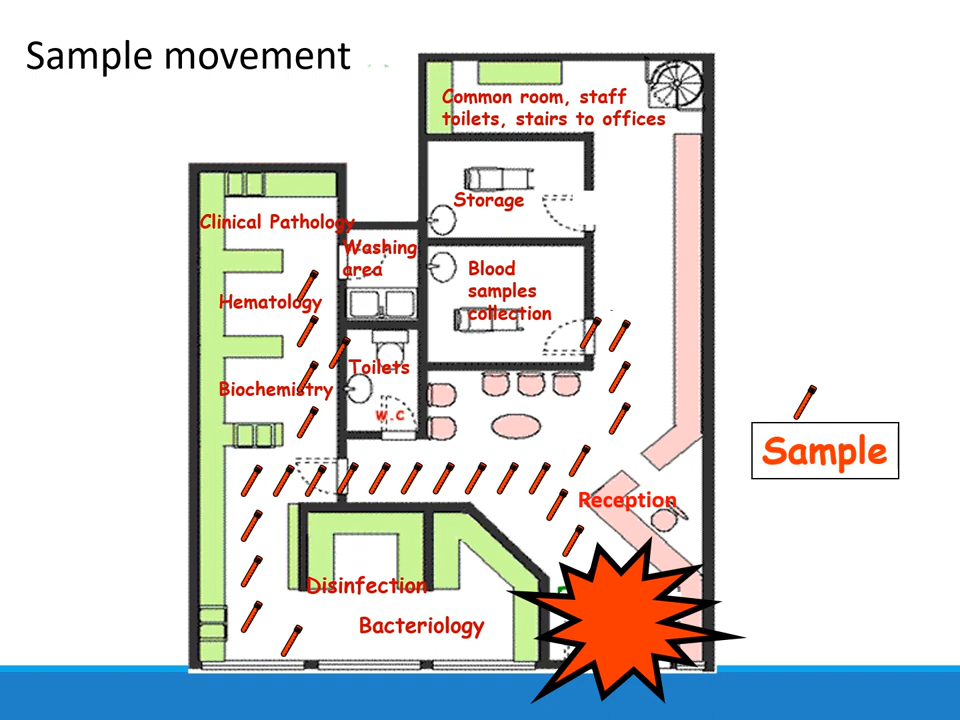 Sample movement
Common room, staff
toilets, stairs to offices
Storage
Clinical Pathology
Washing
area
Blood
samples
collection
Hematology
Toilets
Biochemistry
W.C
Sample
Reception
Disinfection
Bacteriology